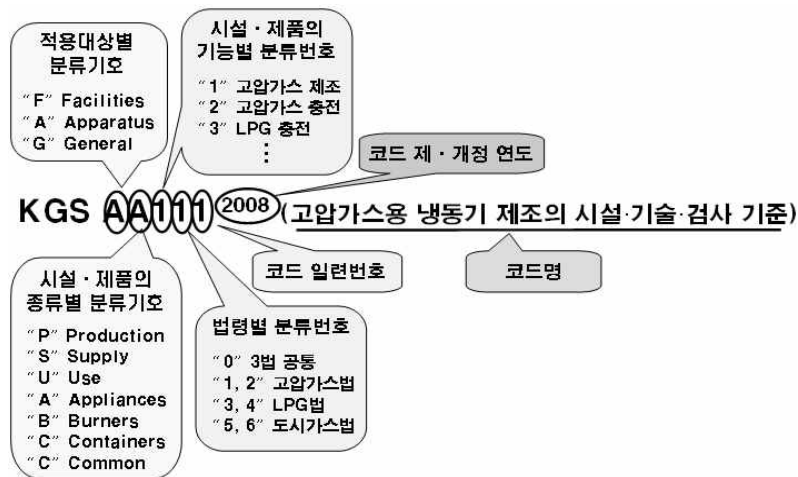 적용대상별
분류기호
“F” Facilities
“A” Apparatus
“G” General
시설 · 제품의
기능별 분류번호
“1” 고압가스 제조
“2” 고압가스 충전
“3” LPG 충전
⋮
코드 제 · 개정 연도
KGS AA111 2008 (고압가스용 냉동기 제조의 시설·기술·검사 기준)
시설 · 제품의
종류별 분류기호
“P” Production
“S” Supply
“U” Use
“A” Appliances
“B” Burners
“C” Containers
“C” Common
법령별 분류번호
“0” 3법 공통
“1, 2” 고압가스법
“3, 4” LPG법
“5, 6” 도시가스법
코드 일련번호
코드명